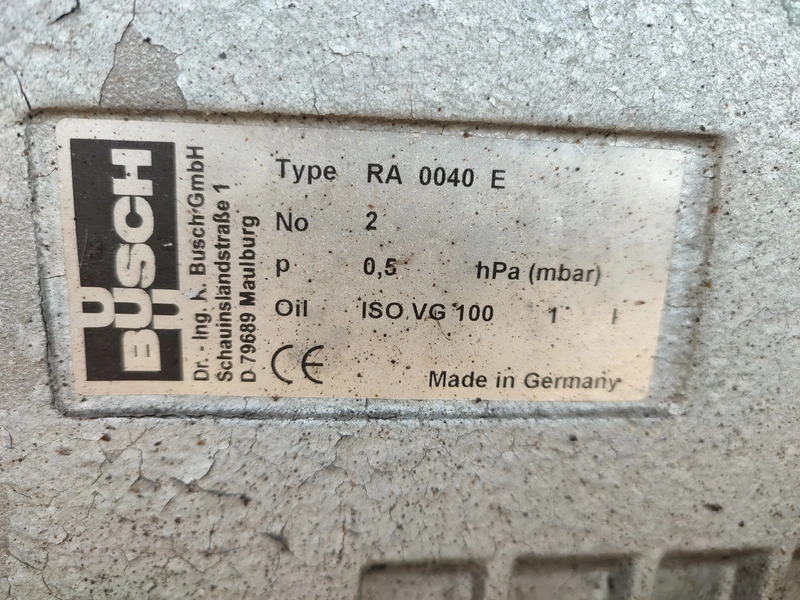 BUSCH
Dr. - Ing. K. Busch GmbH
Schauinslandstraße 1
D 79689 Maulburg
Type RA 0040 E
No 2
p 0,5 hPa (mbar)
Oil ISO VG 100 1 l
CE
Made in Germany